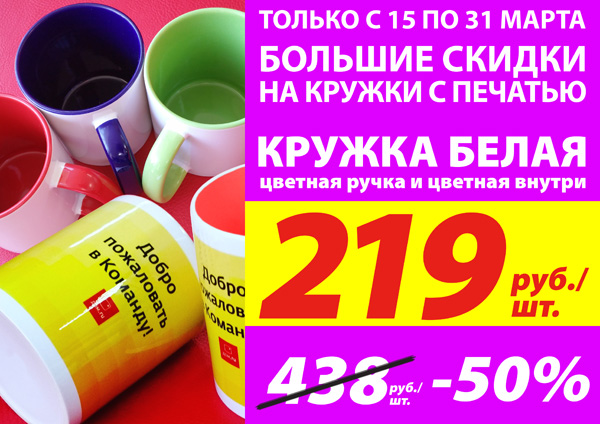 ТОЛЬКО С 15 ПО 31 МАРТА
БОЛЬШИЕ СКИДКИ
НА КРУЖКИ С ПЕЧАТЬЮ
КРУЖКА БЕЛАЯ
цветная ручка и цветная внутри
219 руб./
шт.
438 руб./
шт.
-50%
Добро
пожаловать
в Команду!
Добро
пожаловат
Коман